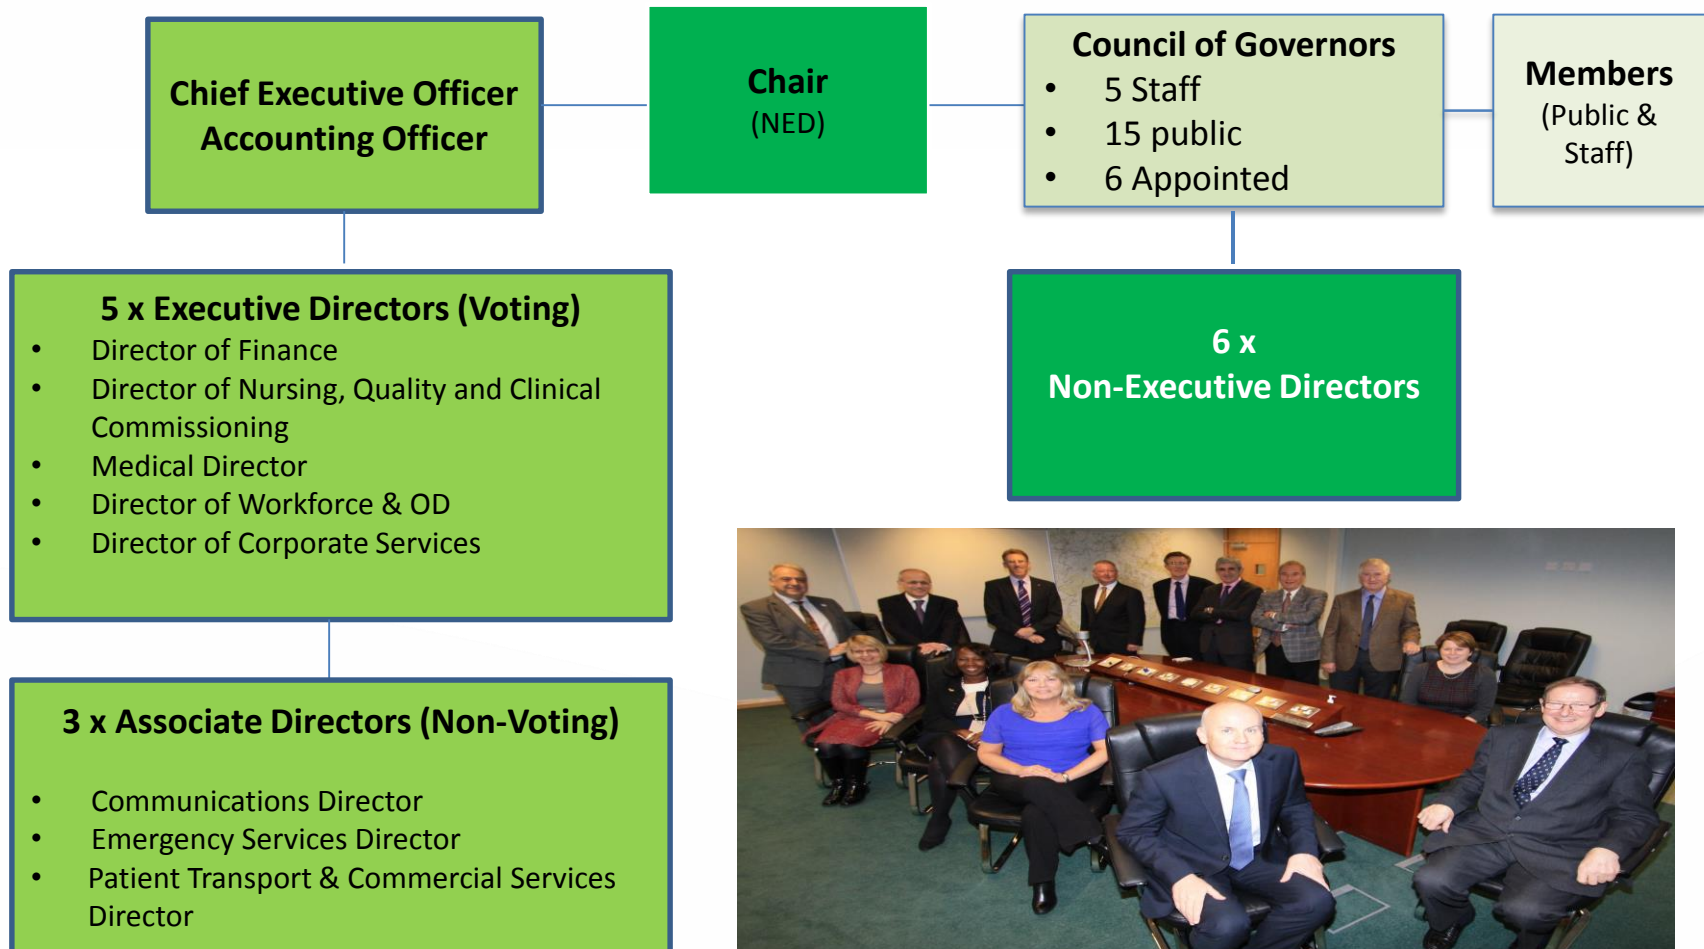 Chief Executive Officer
Accounting Officer
Chair
(NED)
Council of Governors
• 5 Staff
• 15 public
• 6 Appointed
Members
(Public &
Staff)
5 x Executive Directors (Voting)
• Director of Finance
• Director of Nursing, Quality and Clinical
Commissioning
• Medical Director
• Director of Workforce & OD
• Director of Corporate Services
6 x
Non-Executive Directors
3 x Associate Directors (Non-Voting)
• Communications Director
• Emergency Services Director
• Patient Transport & Commercial Services
Director